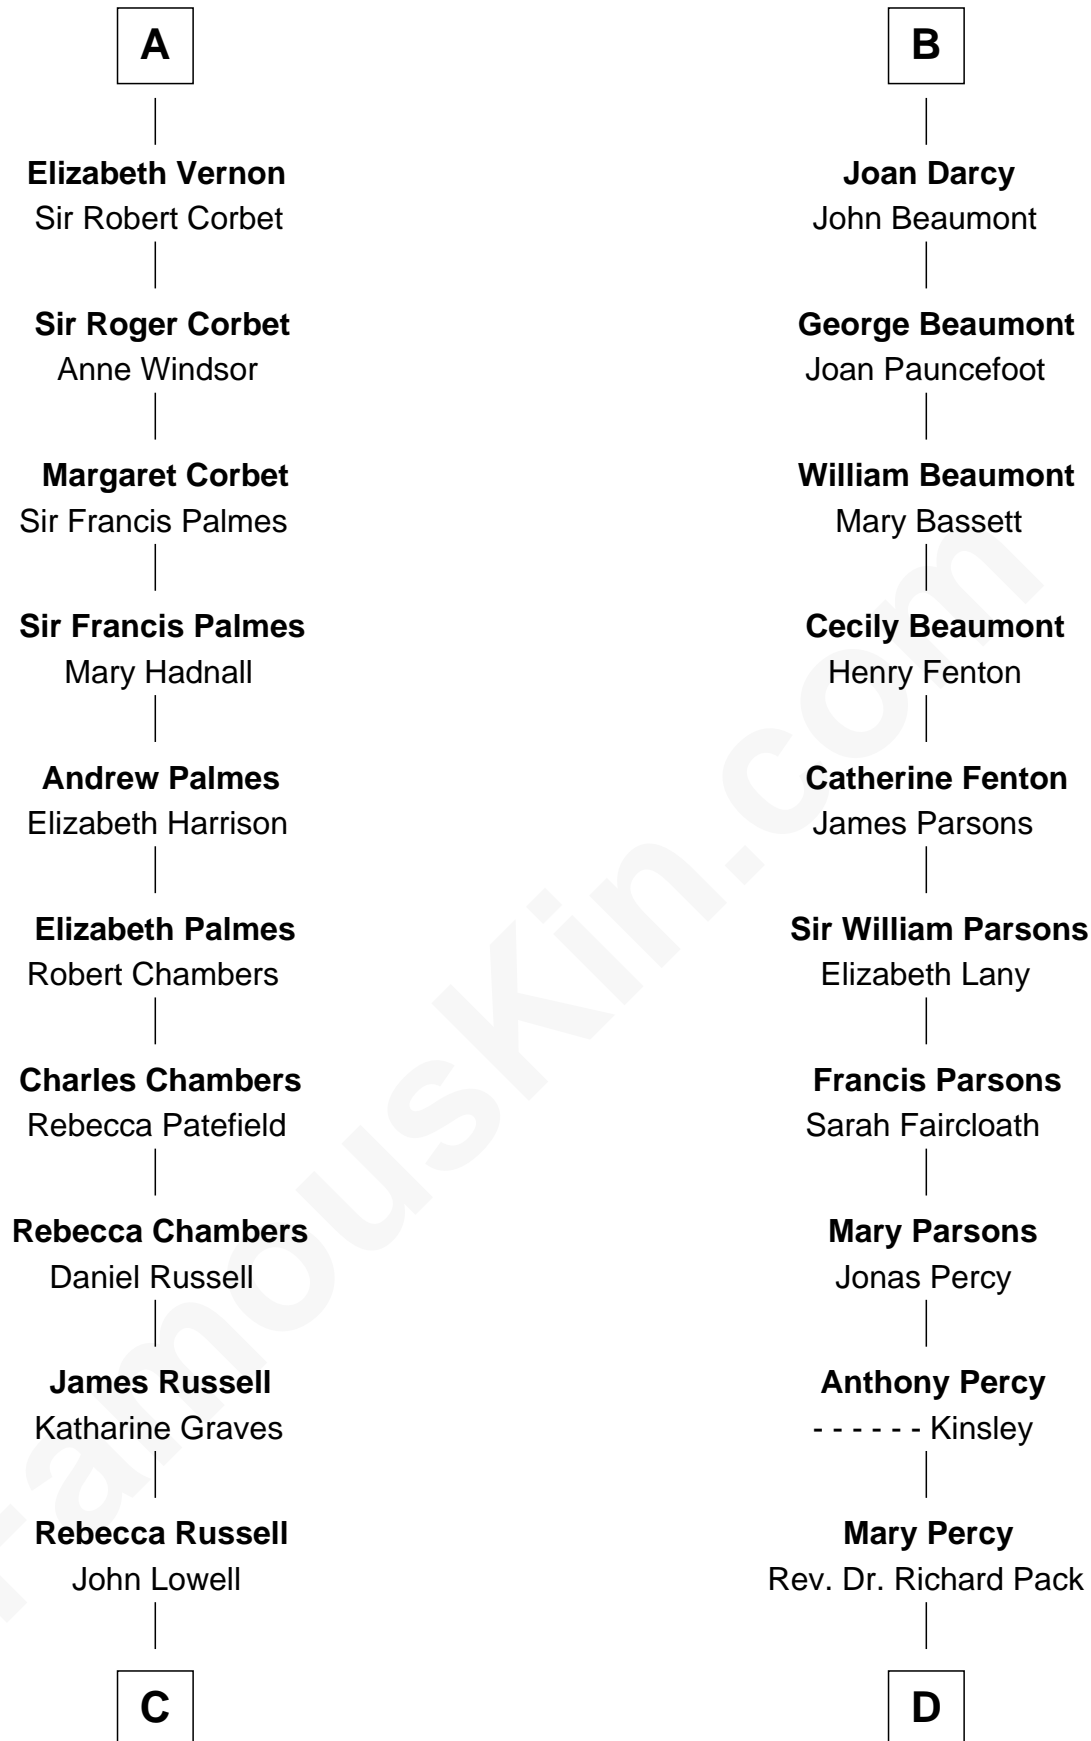 A
Elizabeth Vernon
Sir Robert Corbet
Sir Roger Corbet
Anne Windsor
Margaret Corbet
Sir Francis Palmes
Sir Francis Palmes
Mary Hadnall
Andrew Palmes
Elizabeth Harrison
Elizabeth Palmes
Robert Chambers
Charles Chambers
Rebecca Patefield
Rebecca Chambers
Daniel Russell
James Russell
Katharine Graves
Rebecca Russell
John Lowell
C
B
Joan Darcy
John Beaumont
George Beaumont
Joan Pauncefoot
William Beaumont
Mary Bassett
Cecily Beaumont
Henry Fenton
Catherine Fenton
James Parsons
Sir William Parsons
Elizabeth Lany
Francis Parsons
Sarah Faircloath
Mary Parsons
Jonas Percy
Anthony Percy
- - - - - - Kinsley
Mary Percy
Rev. Dr. Richard Pack
D
FamousKin.com